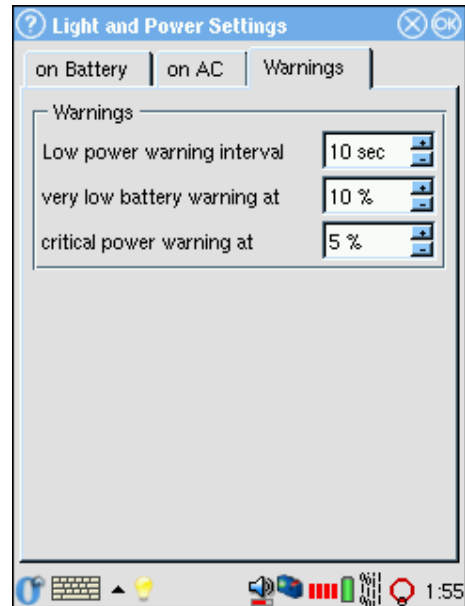 ? Light and Power Settings OK
on Battery on AC Warnings
Warnings
Low power warning interval 10 sec
very low battery warning at 10 %
critical power warning at 5 %
1:55